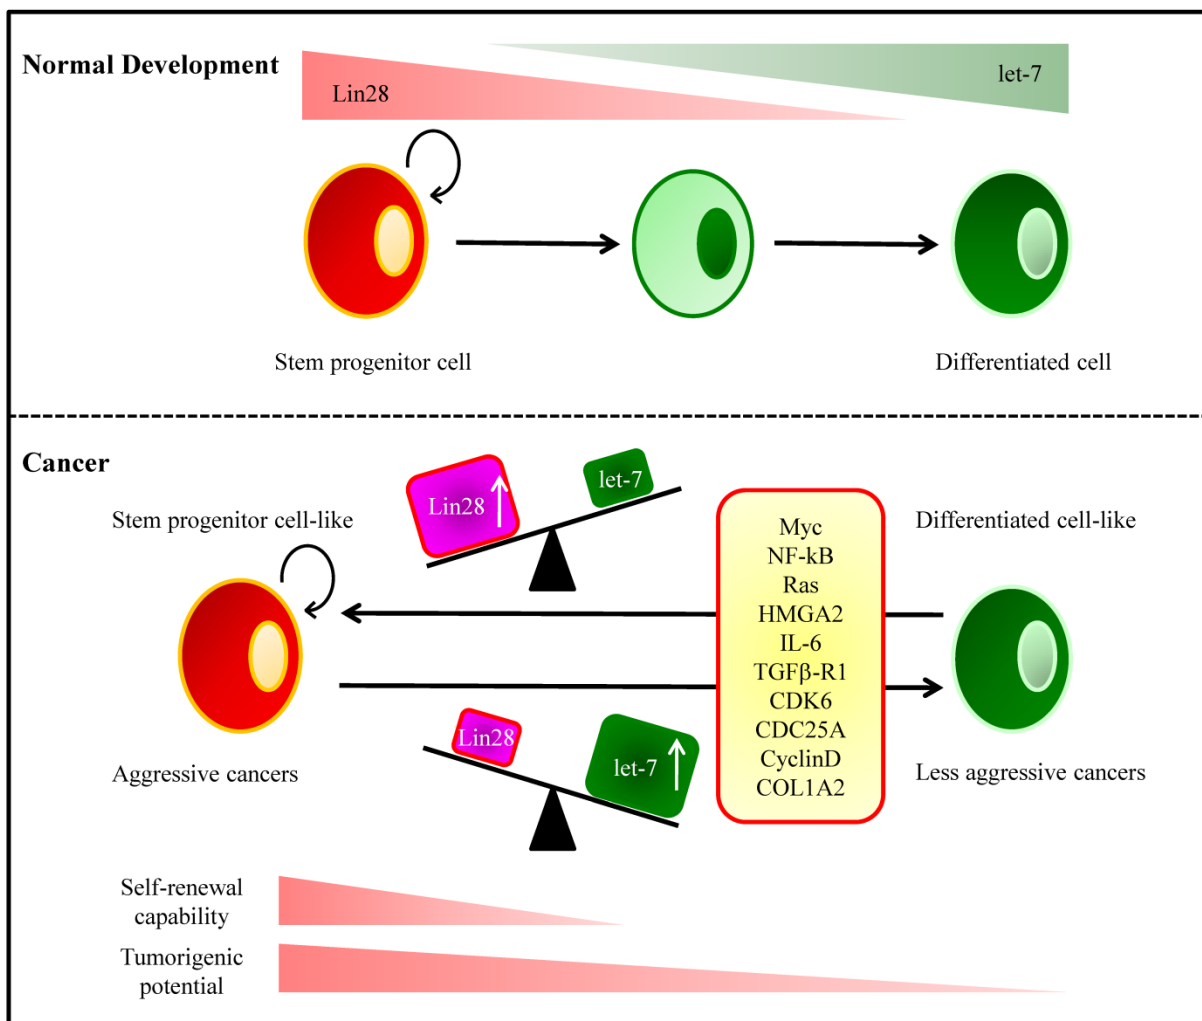 Normal Development
Lin28
let-7
Stem progenitor cell
Differentiated cell
Cancer
Lin28
let-7
Stem progenitor cell-like
Differentiated cell-like
Myc
NF-kB
Ras
HMGA2
IL-6
TGFβ-R1
CDK6
CDC25A
CyclinD
COL1A2
Lin28
let-7
Aggressive cancers
Less aggressive cancers
Self-renewal
capability
Tumorigenic
potential